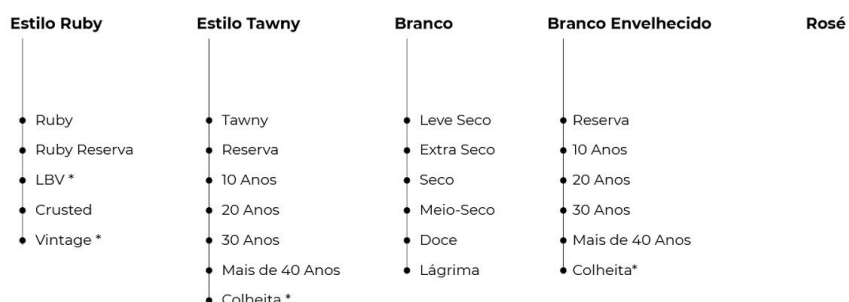 Estilo Ruby
Ruby
Ruby Reserva
LBV *
Crusted
Vintage *
Estilo Tawny
Tawny
Reserva
10 Anos
20 Anos
30 Anos
Mais de 40 Anos
Colheita *
Branco
Leve Seco
Extra Seco
Seco
Meio-Seco
Doce
Lágrima
Branco Envelhecido
Reserva
10 Anos
20 Anos
30 Anos
Mais de 40 Anos
Colheita*
Rosé